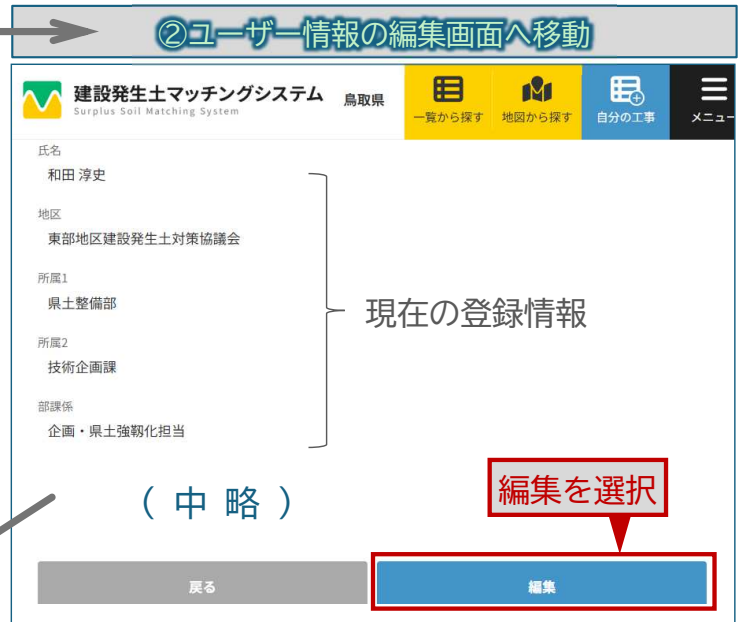 ②ユーザー情報の編集画面へ移動
建設発生土マッチングシステム 鳥取県
Surplus Soil Matching System
一覧から探す 地図から探す 自分の工事 メニュー
氏名
和田 淳史
地区
東部地区建設発生土対策協議会
所属1
県土整備部
現在の登録情報
所属2
技術企画課
部課係
企画・県土強靱化担当
(中略)
編集を選択
戻る 編集